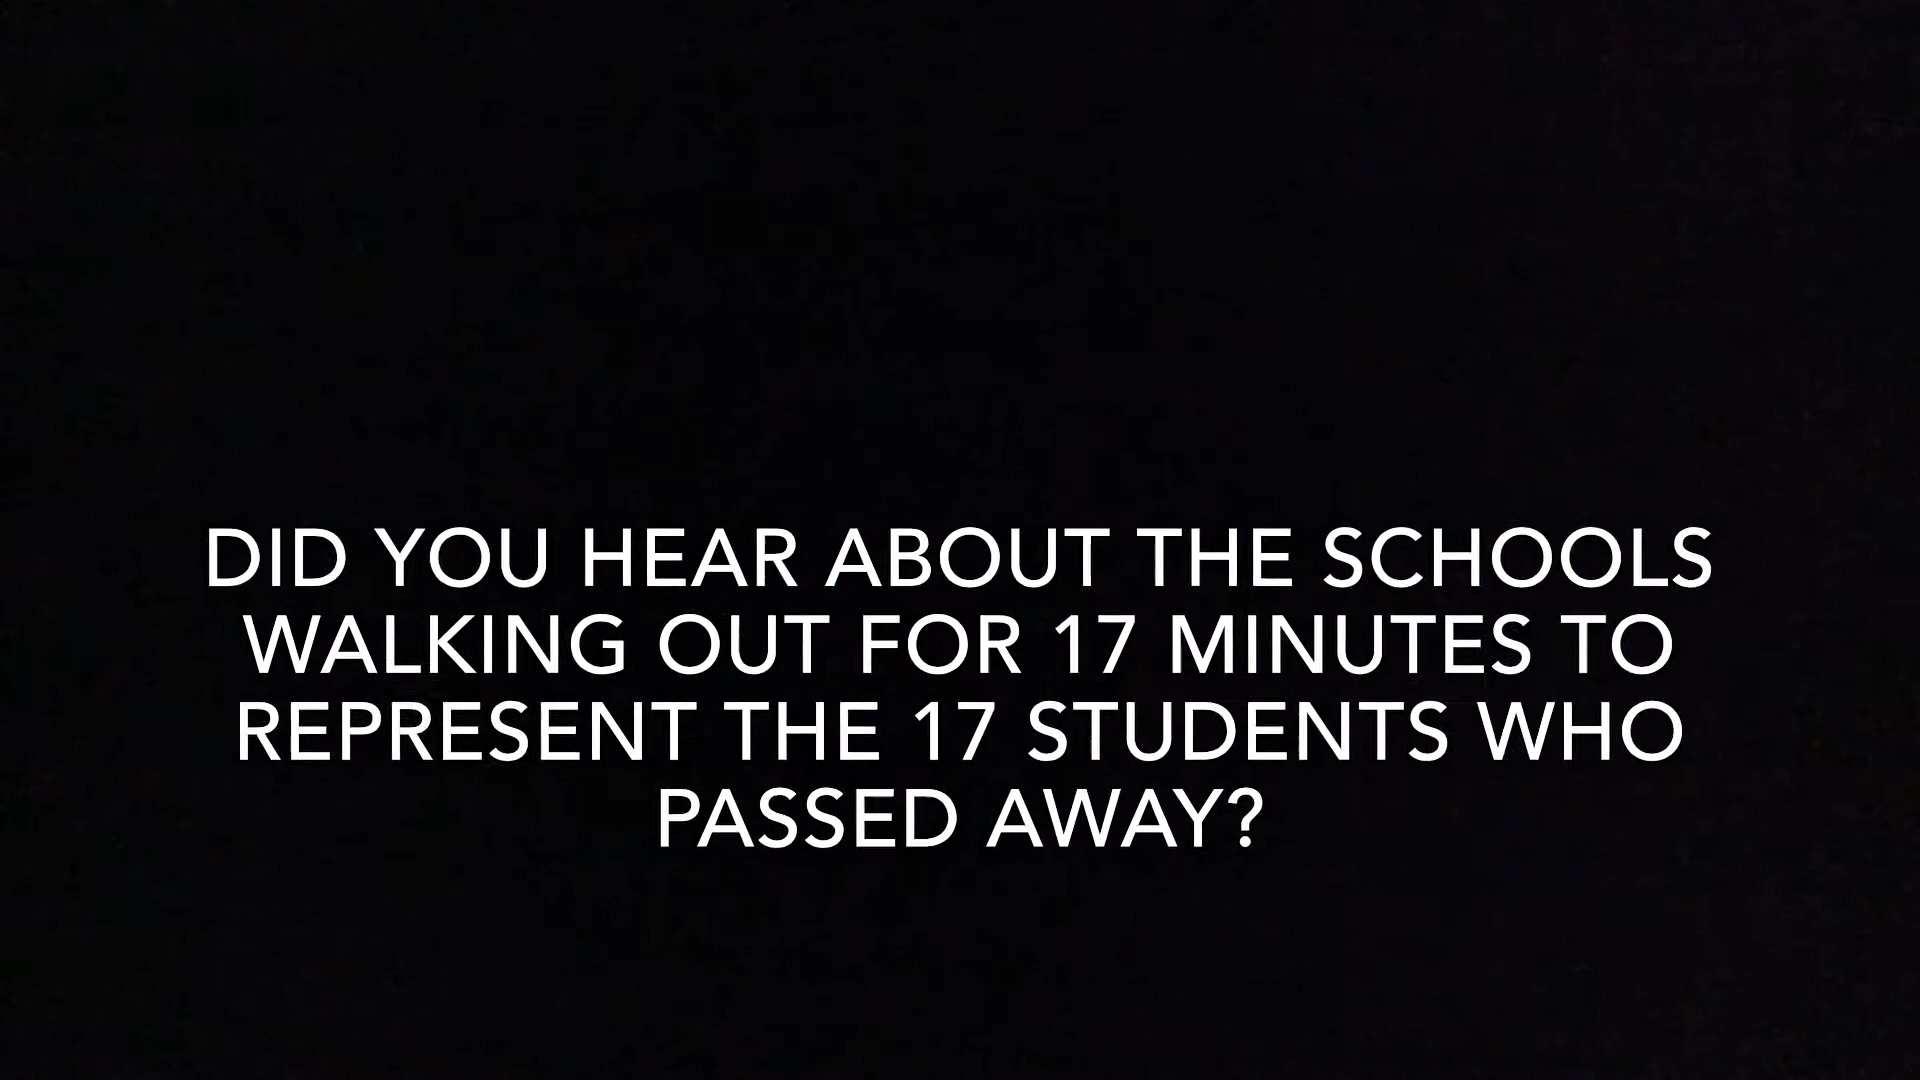 DID YOU HEAR ABOUT THE SCHOOLS
WALKING OUT FOR 17 MINUTES TO
REPRESENT THE 17 STUDENTS WHO
PASSED AWAY?